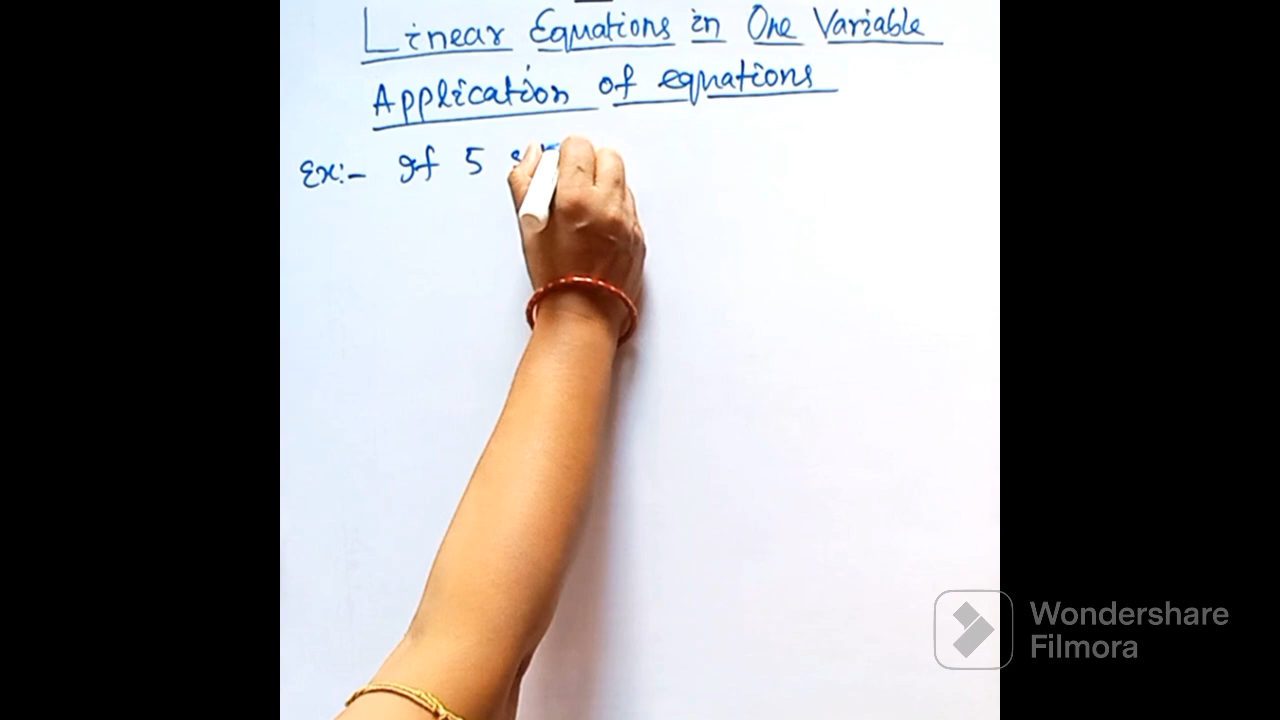 Linear Equations in One Variable
Application of equations
Ex:- If 5
Wondershare
Filmora